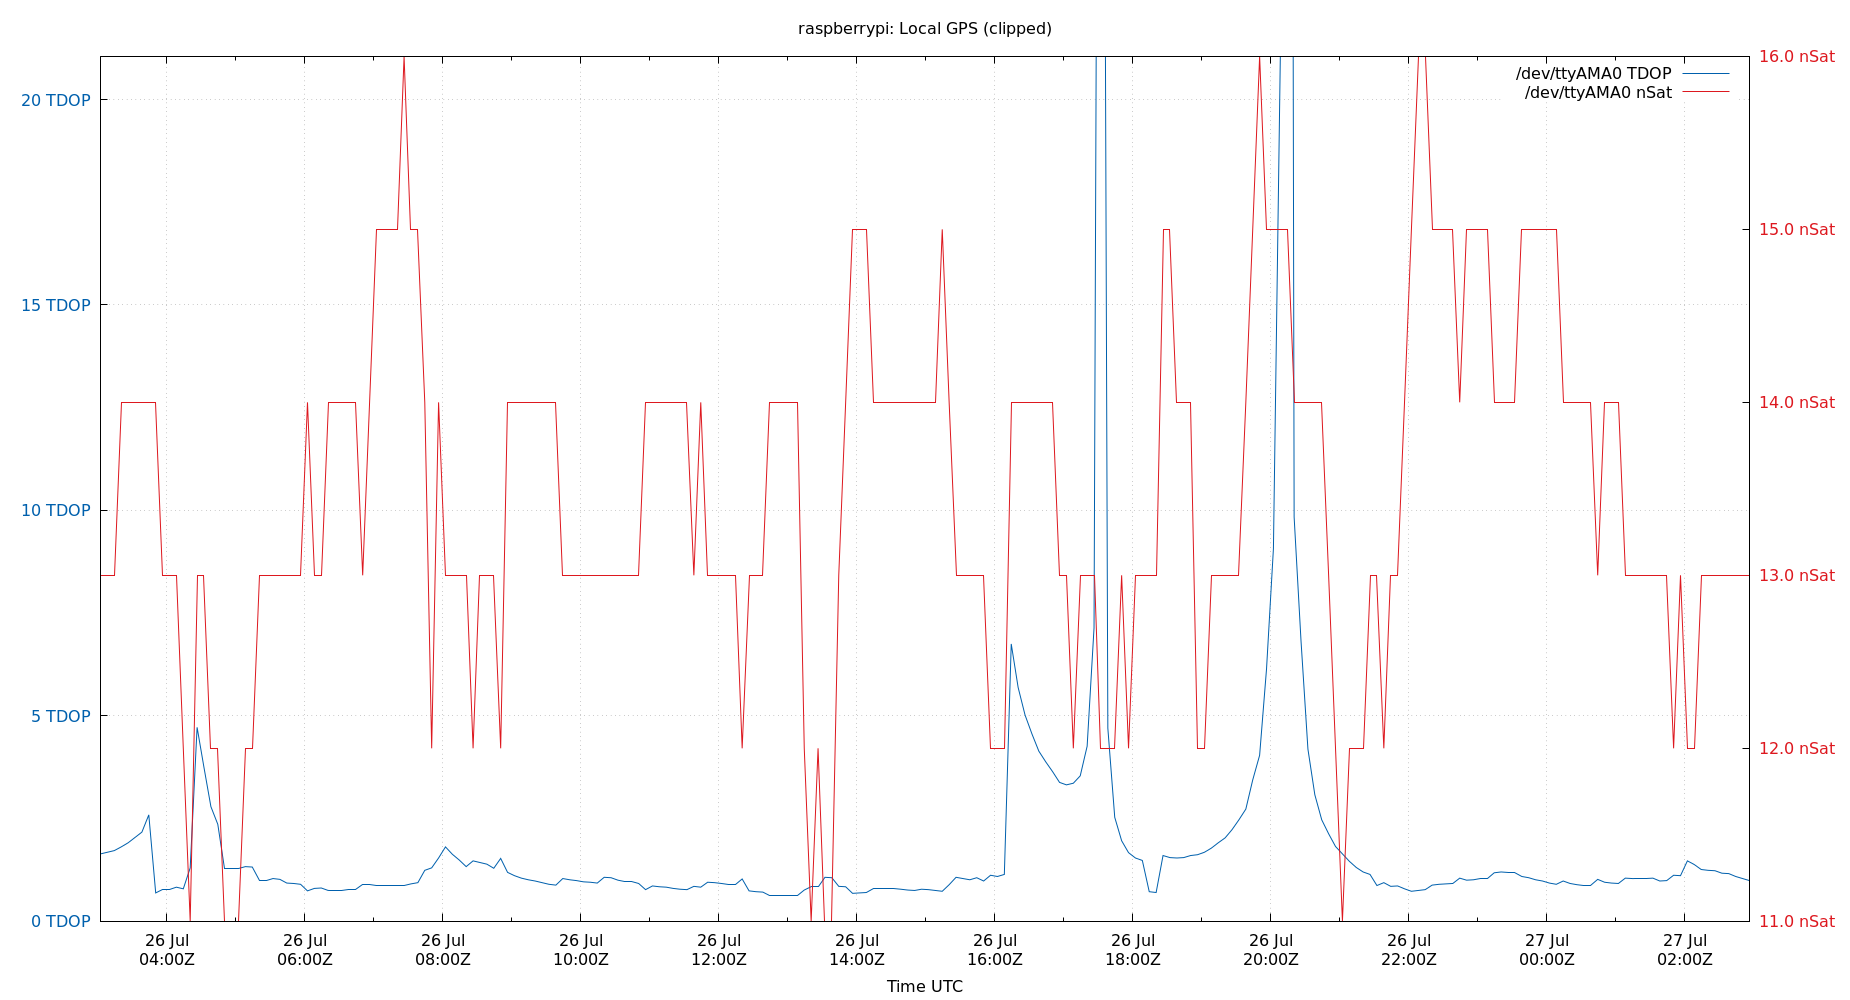 raspberrypi: Local GPS (clipped)
/dev/ttyAMA0 TDOP
/dev/ttyAMA0 nSat
20 TDOP
15 TDOP
10 TDOP
5 TDOP
0 TDOP
16.0 nSat
15.0 nSat
14.0 nSat
13.0 nSat
12.0 nSat
11.0 nSat
26 Jul
04:00Z
26 Jul
06:00Z
26 Jul
08:00Z
26 Jul
10:00Z
26 Jul
12:00Z
26 Jul
14:00Z
26 Jul
16:00Z
26 Jul
18:00Z
26 Jul
20:00Z
26 Jul
22:00Z
27 Jul
00:00Z
27 Jul
02:00Z
Time UTC